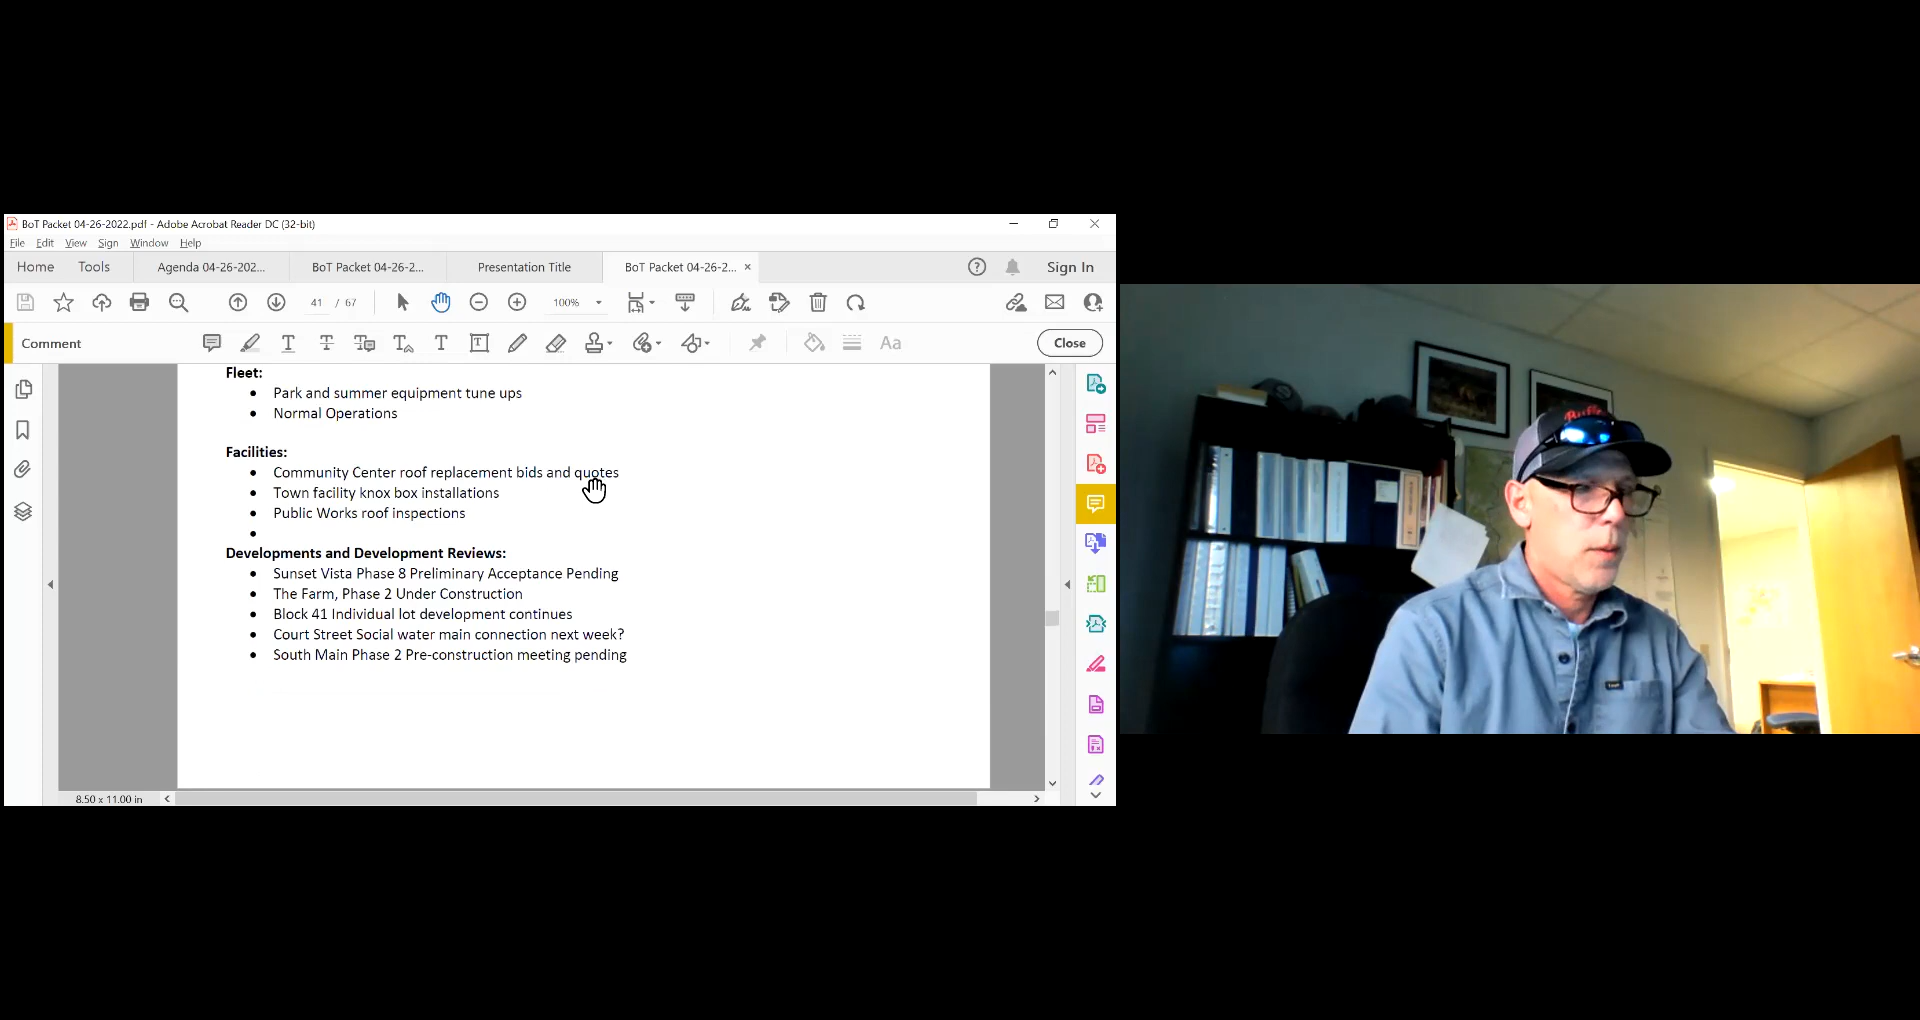 BoT Packet 04-26-2022.pdf - Adobe Acrobat Reader DC (32-bit)
File Edit View Sign Window Help
Home Tools Agenda 04-26-202... BoT Packet 04-26-2... Presentation Title BoT Packet 04-26-2... × Sign In
41 / 67 100%
Comment Aa Close
Fleet:
• Park and summer equipment tune ups
• Normal Operations
Facilities:
• Community Center roof replacement bids and quotes
• Town facility knox box installations
• Public Works roof inspections
•
Developments and Development Reviews:
• Sunset Vista Phase 8 Preliminary Acceptance Pending
• The Farm, Phase 2 Under Construction
• Block 41 Individual lot development continues
• Court Street Social water main connection next week?
• South Main Phase 2 Pre-construction meeting pending
8.50 x 11.00 in